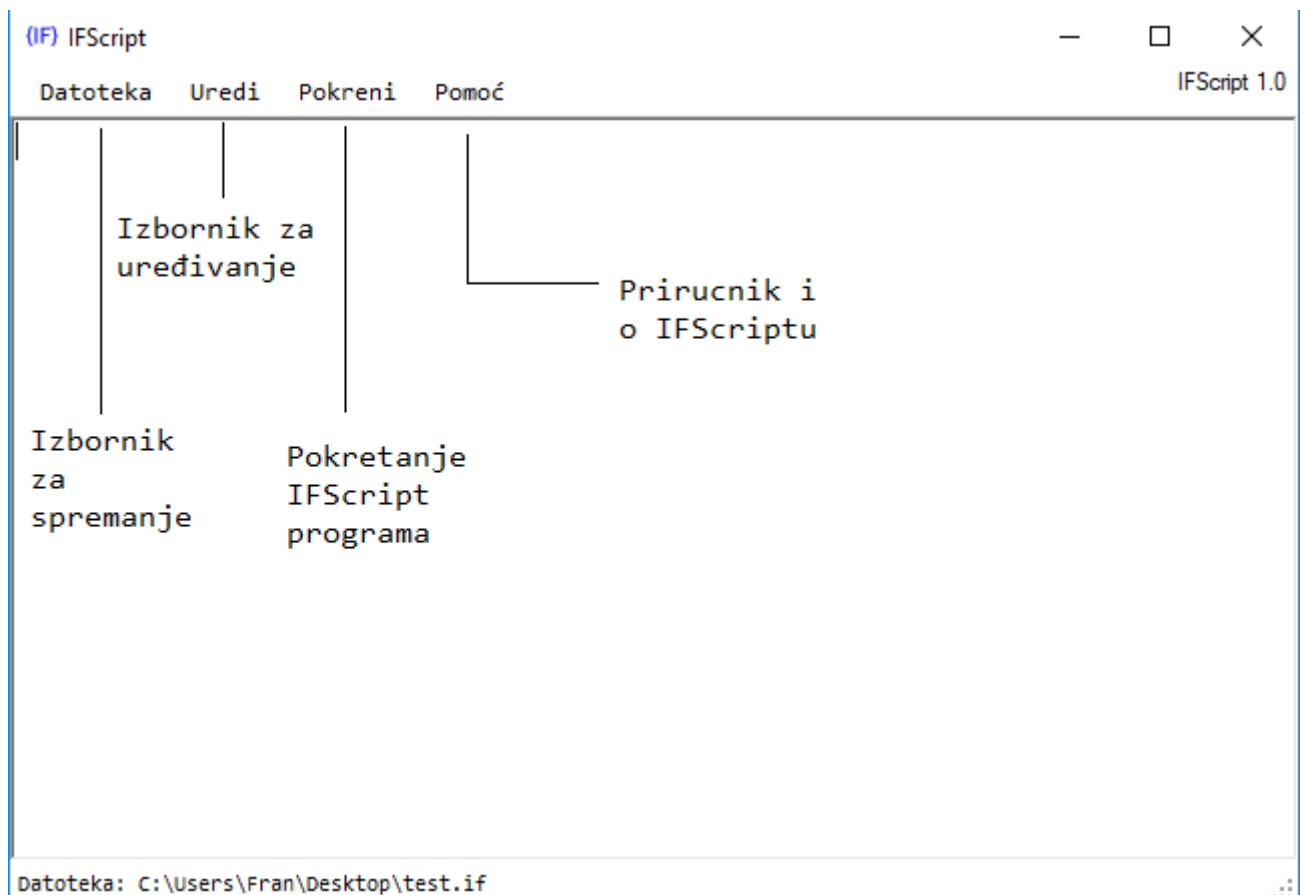 {IF} IFScript
IFScript 1.0
Datoteka Uredi Pokreni Pomoć
Izbornik za
uređivanje
Prirucnik i
o IFScriptu
Izbornik
za
spremanje
Pokretanje
IFScript
programa
Datoteka: C:\Users\Fran\Desktop\test.if